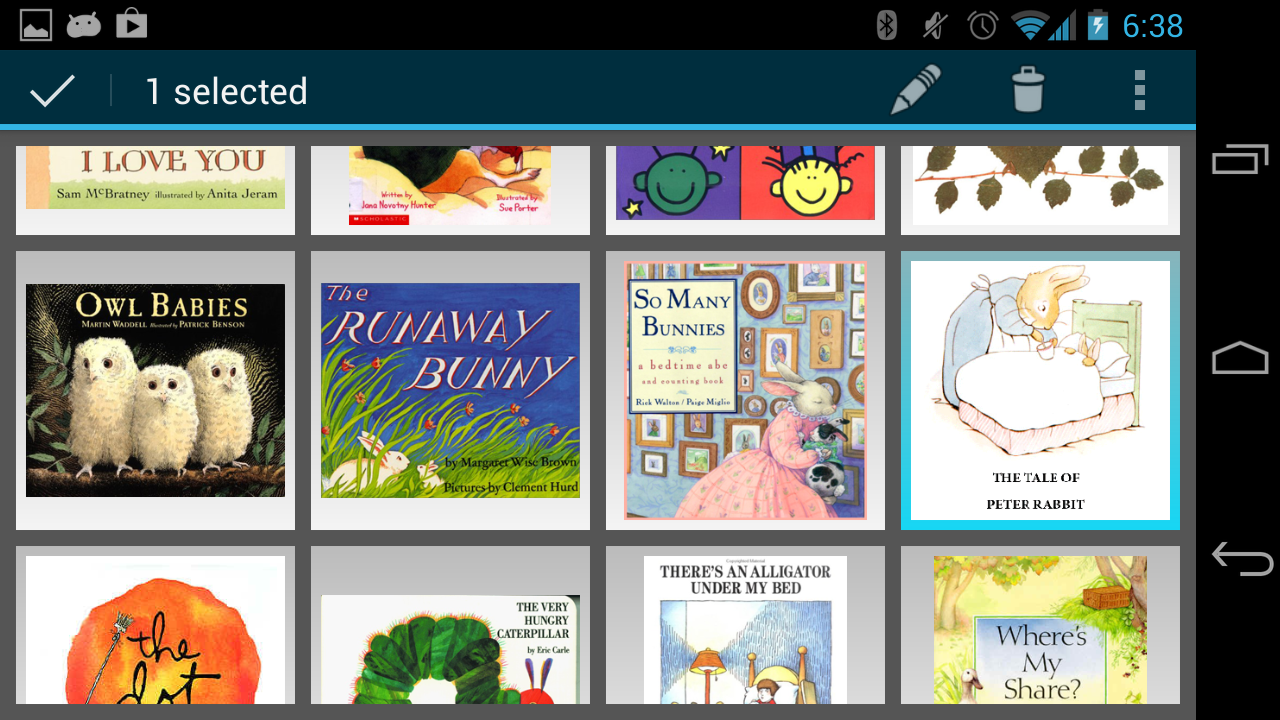 6:38
1 selected
I LOVE YOU
Sam McBratney illustrated by Anita Jeram
Written by
Jana Novotny Hunter
Illustrated by
Sue Porter
SCHOLASTIC
OWL BABIES
MARTIN WADDELL Illustrated by PATRICK BENSON
The
RUNAWAY
BUNNY
by Margaret Wise Brown
Pictures by Clement Hurd
SO MANY
BUNNIES
a bedtime abc
and counting book
Rick Walton / Paige Miglio
THE TALE OF
PETER RABBIT
the
dot
THE VERY
HUNGRY
CATERPILLAR
by Eric Carle
THERE'S AN ALLIGATOR
UNDER MY BED
Where's
My
Share?